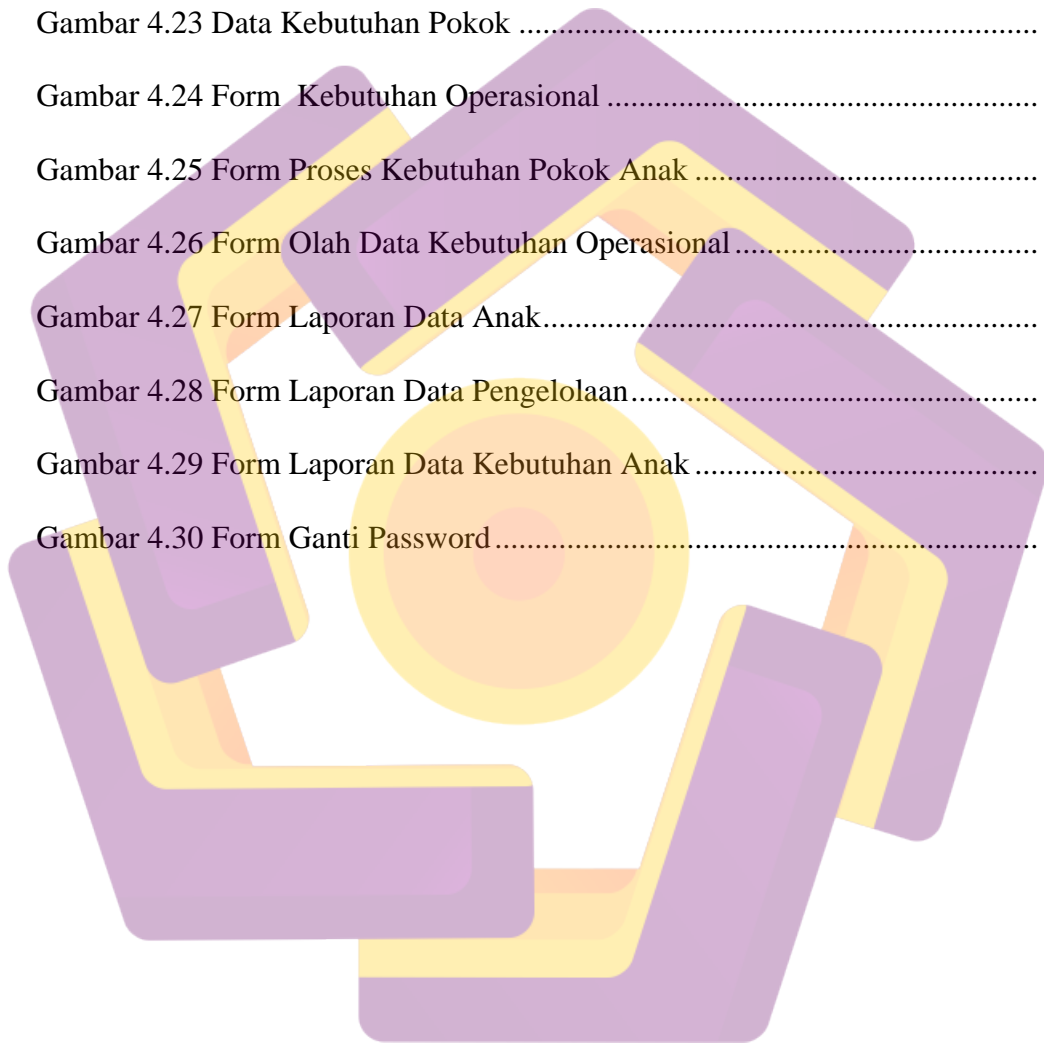 Gambar 4.23 Data Kebutuhan Pokok ..................................................................
Gambar 4.24 Form  Kebutuhan Operasional .......................................................
Gambar 4.25 Form Proses Kebutuhan Pokok Anak ............................................
Gambar 4.26 Form Olah Data Kebutuhan Operasional .......................................
Gambar 4.27 Form Laporan Data Anak...............................................................
Gambar 4.28 Form Laporan Data Pengelolaan....................................................
Gambar 4.29 Form Laporan Data Kebutuhan Anak ............................................
Gambar 4.30 Form Ganti Password .....................................................................